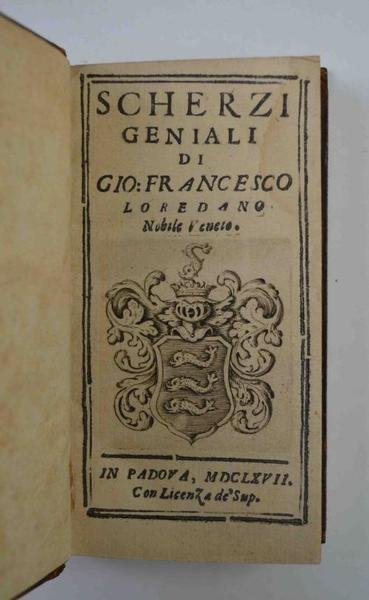 SCHERZI
GENIALI
DI
GIO: FRANCESCO
LOREDANO
Nobile Veneto.
IN PADOVA, MDCLXVII.
Con Licenza de' Sup.